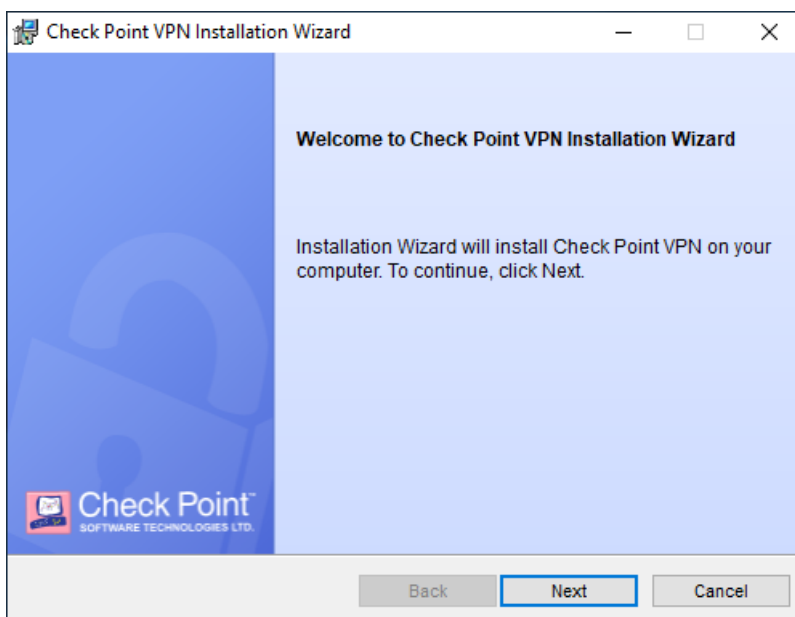 Check Point VPN Installation Wizard
Welcome to Check Point VPN Installation Wizard
Installation Wizard will install Check Point VPN on your
computer. To continue, click Next.
Check Point™
SOFTWARE TECHNOLOGIES LTD.
Back
Next
Cancel